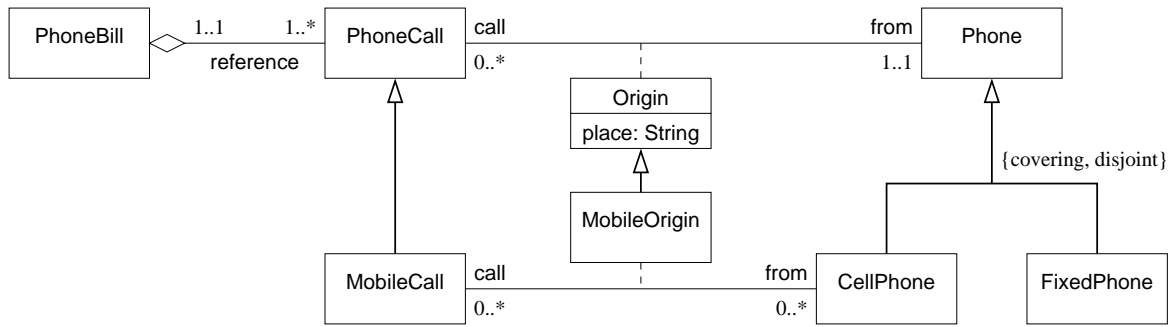 PhoneBill
1..1
1..*
reference
PhoneCall
call
0..*
from
1..1
Phone
Origin
place: String
{covering, disjoint}
MobileOrigin
MobileCall
call
0..*
from
0..*
CellPhone
FixedPhone